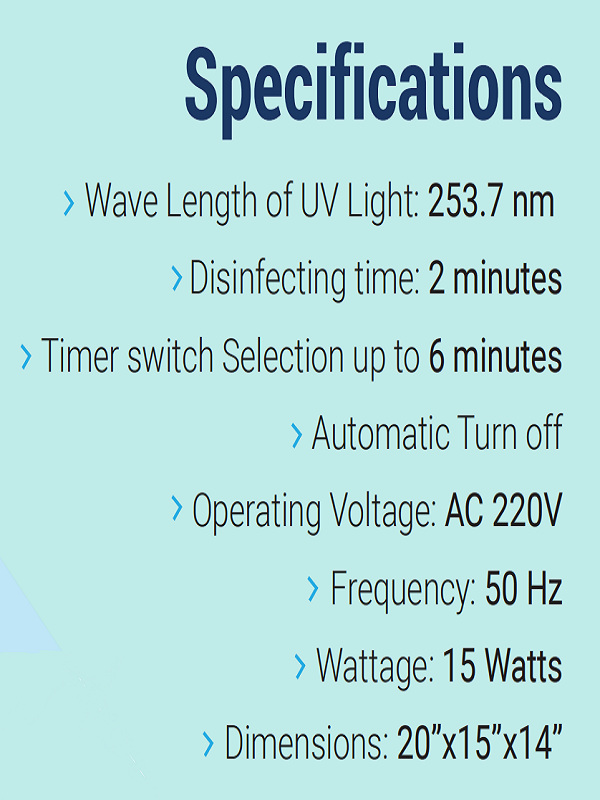 Specifications
› Wave Length of UV Light: 253.7 nm
› Disinfecting time: 2 minutes
› Timer switch Selection up to 6 minutes
› Automatic Turn off
› Operating Voltage: AC 220V
› Frequency: 50 Hz
› Wattage: 15 Watts
› Dimensions: 20”x15”x14”